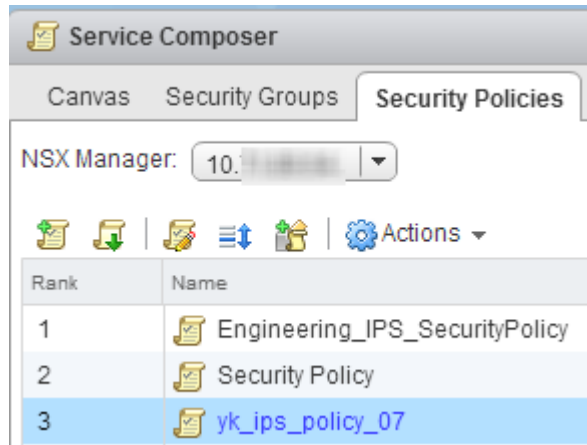 Service Composer
Canvas Security Groups Security Policies
NSX Manager: 10.
Actions
Rank Name
1 Engineering_IPS_SecurityPolicy
2 Security Policy
3 yk_ips_policy_07